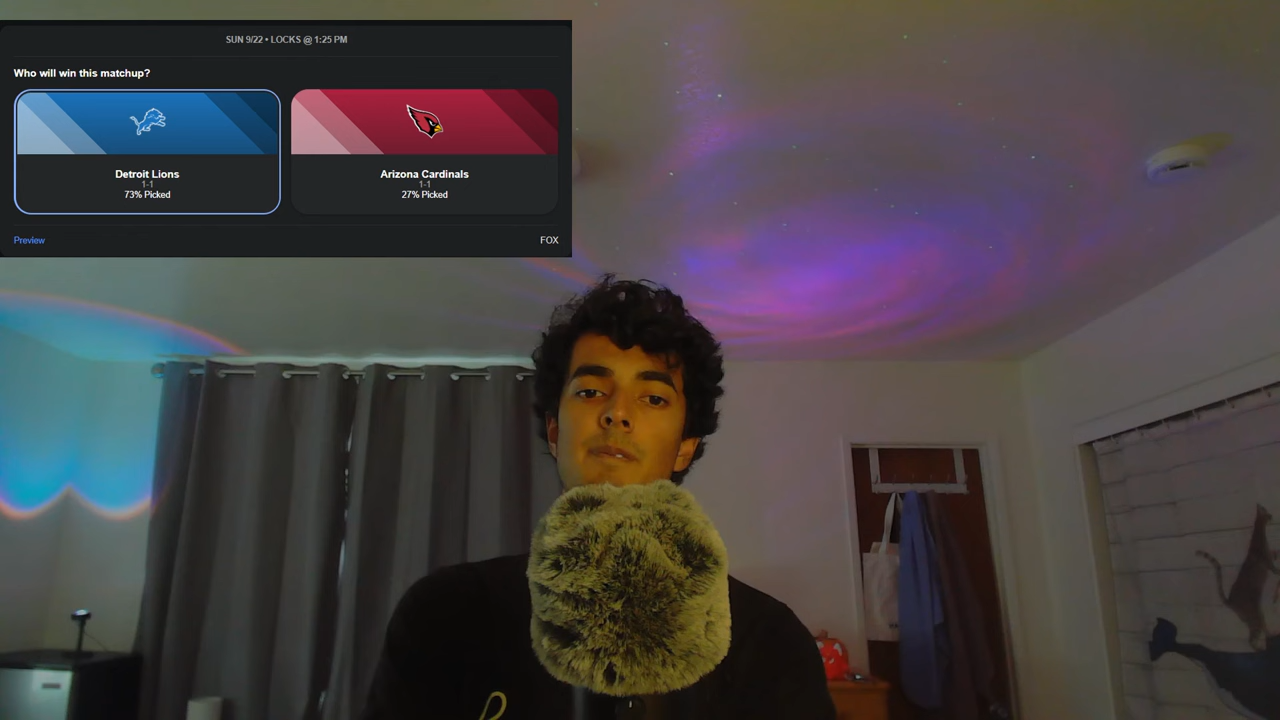 SUN 9/22 • LOCKS @ 1:25 PM
Who will win this matchup?
Detroit Lions
1-1
73% Picked
Arizona Cardinals
1-1
27% Picked
Preview
FOX